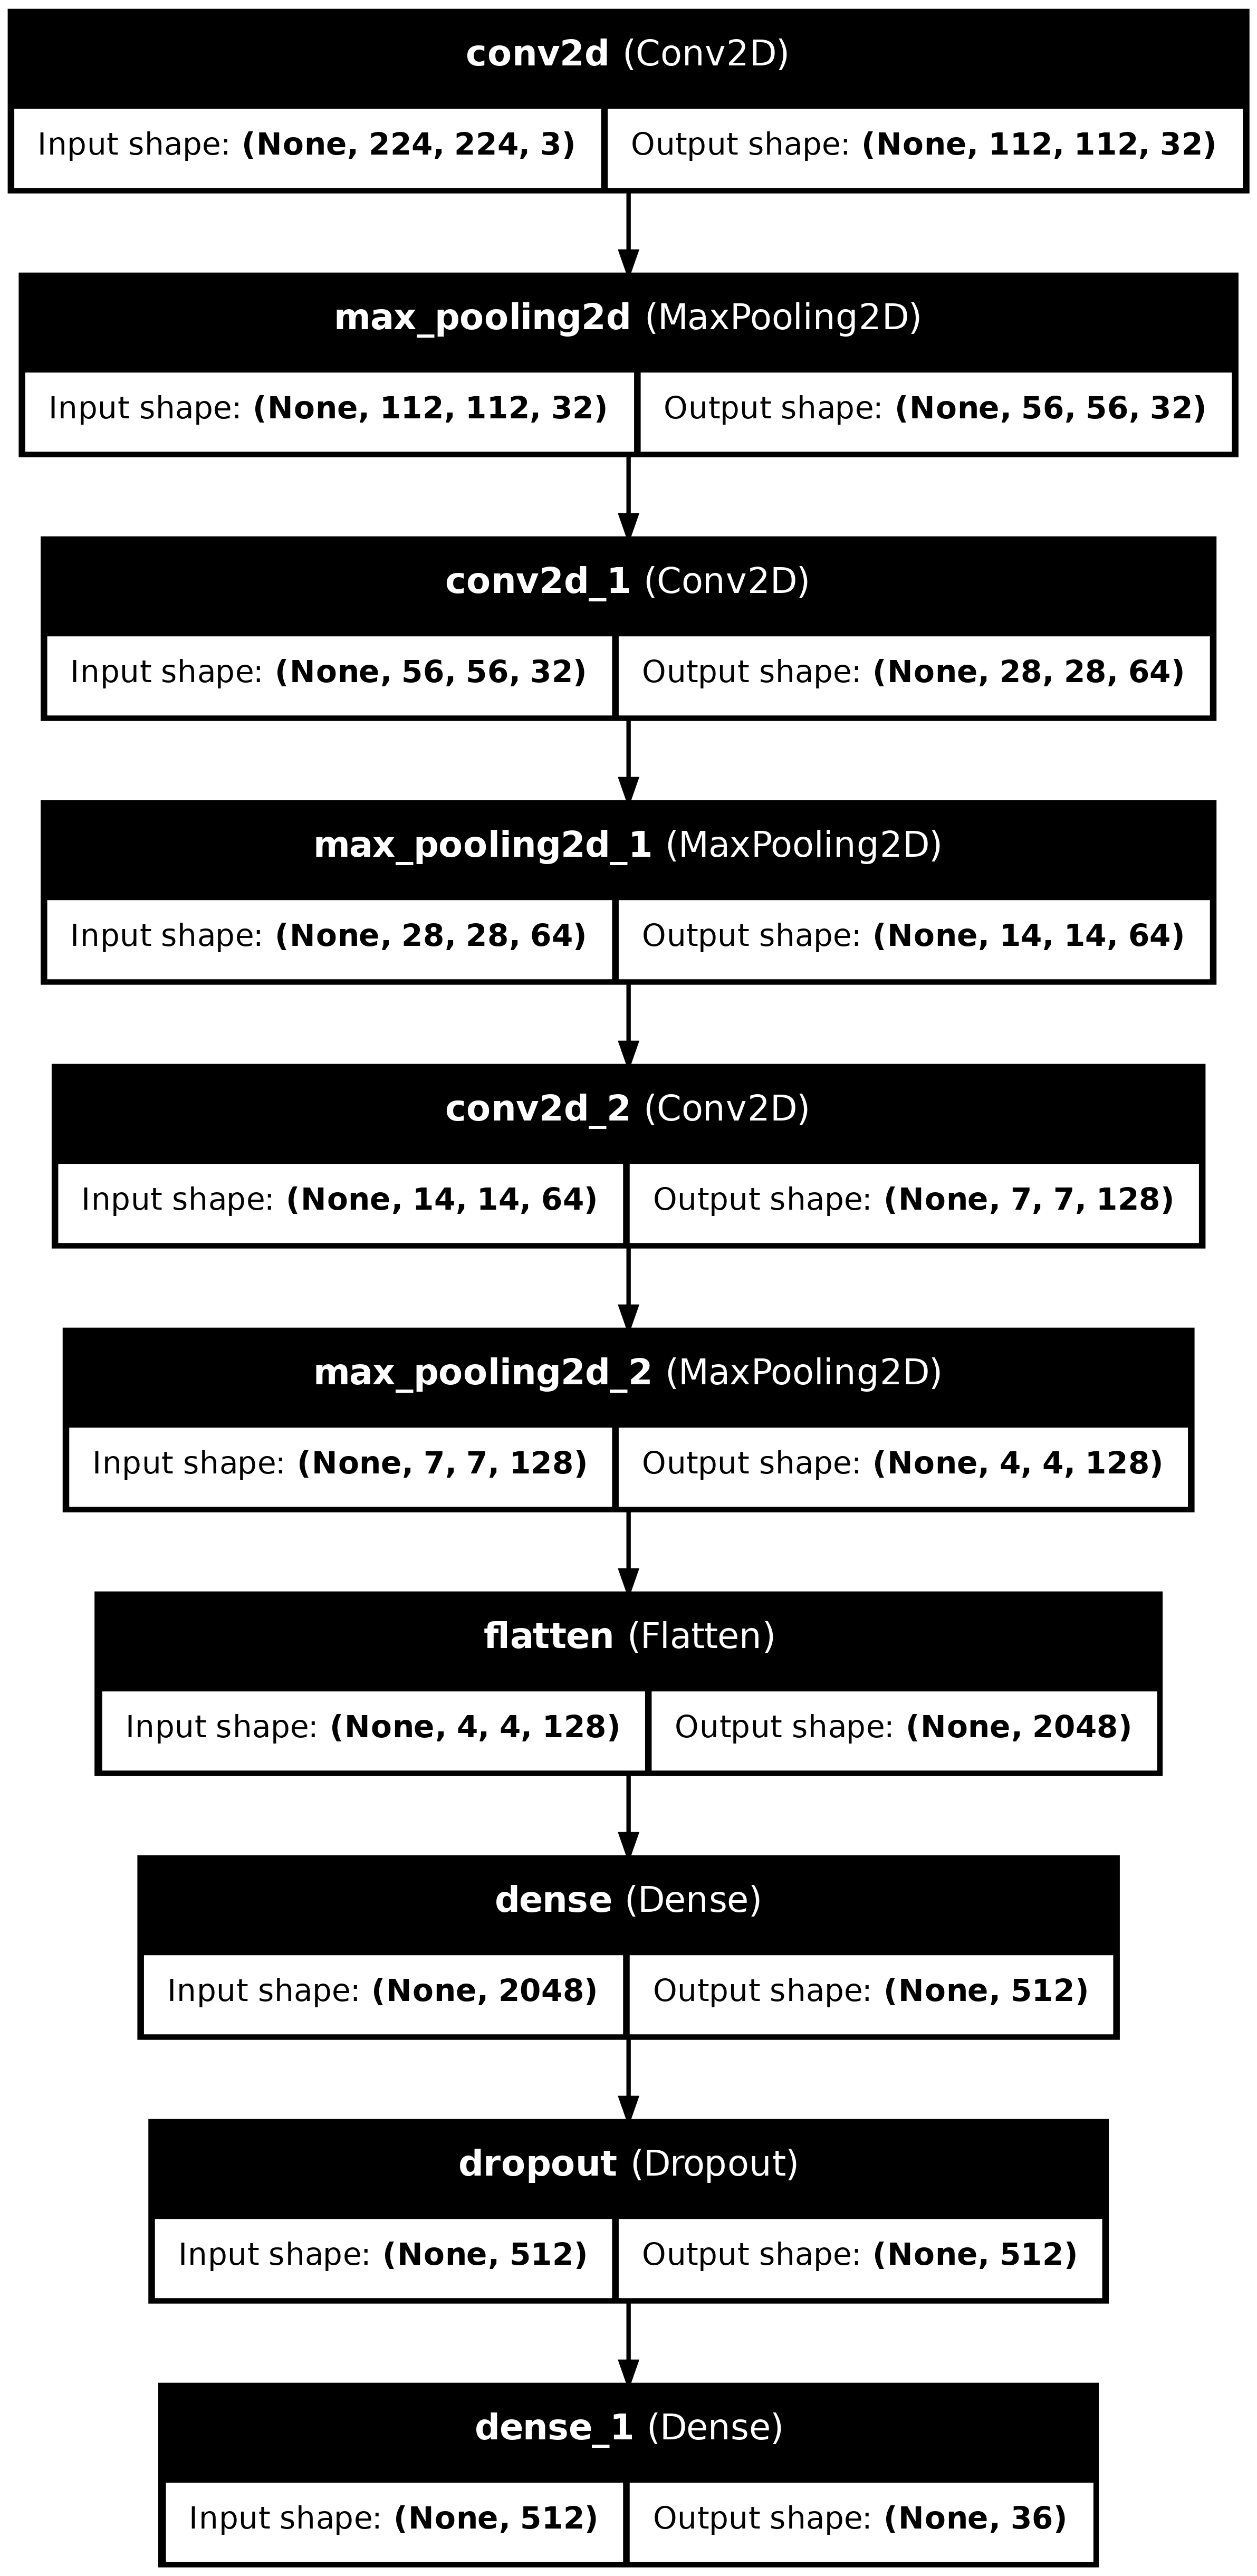 conv2d (Conv2D)
Input shape: (None, 224, 224, 3) Output shape: (None, 112, 112, 32)
max_pooling2d (MaxPooling2D)
Input shape: (None, 112, 112, 32) Output shape: (None, 56, 56, 32)
conv2d_1 (Conv2D)
Input shape: (None, 56, 56, 32) Output shape: (None, 28, 28, 64)
max_pooling2d_1 (MaxPooling2D)
Input shape: (None, 28, 28, 64) Output shape: (None, 14, 14, 64)
conv2d_2 (Conv2D)
Input shape: (None, 14, 14, 64) Output shape: (None, 7, 7, 128)
max_pooling2d_2 (MaxPooling2D)
Input shape: (None, 7, 7, 128) Output shape: (None, 4, 4, 128)
flatten (Flatten)
Input shape: (None, 4, 4, 128) Output shape: (None, 2048)
dense (Dense)
Input shape: (None, 2048) Output shape: (None, 512)
dropout (Dropout)
Input shape: (None, 512) Output shape: (None, 512)
dense_1 (Dense)
Input shape: (None, 512) Output shape: (None, 36)